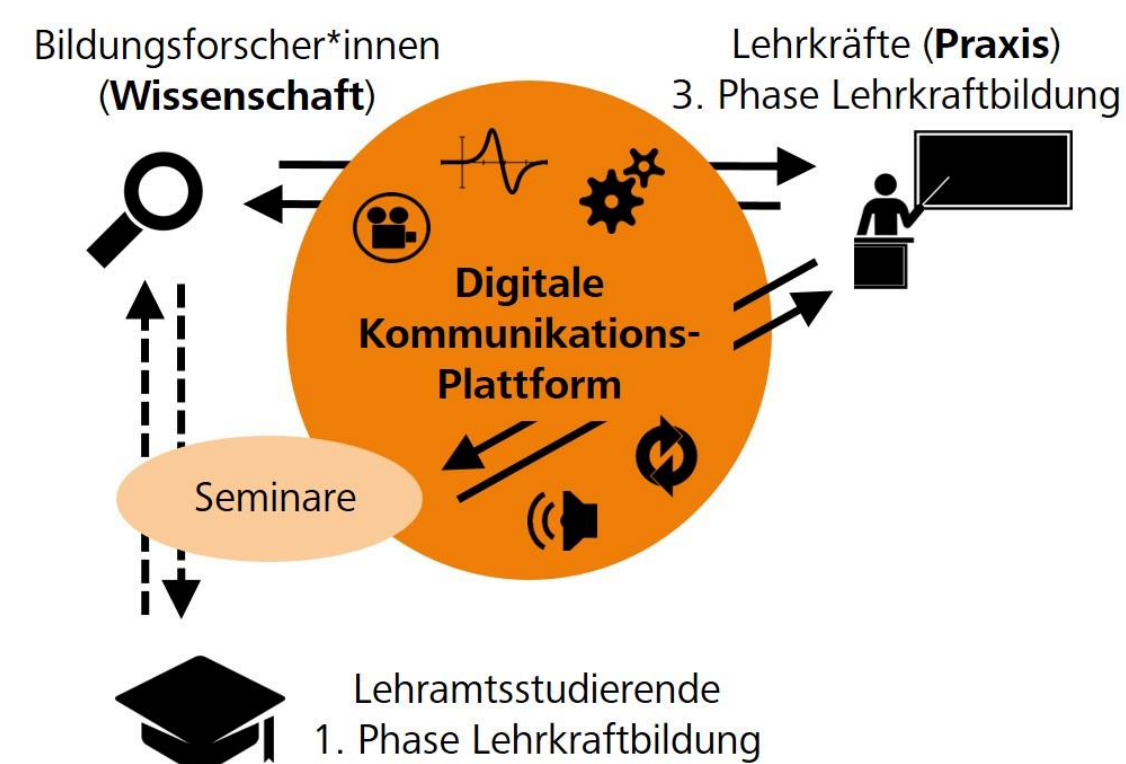 Bildungsforscher*innen
(Wissenschaft)
Lehrkräfte (Praxis)
3. Phase Lehrkraftbildung
Digitale
Kommunikations-
Plattform
Seminare
Lehramtsstudierende
1. Phase Lehrkraftbildung